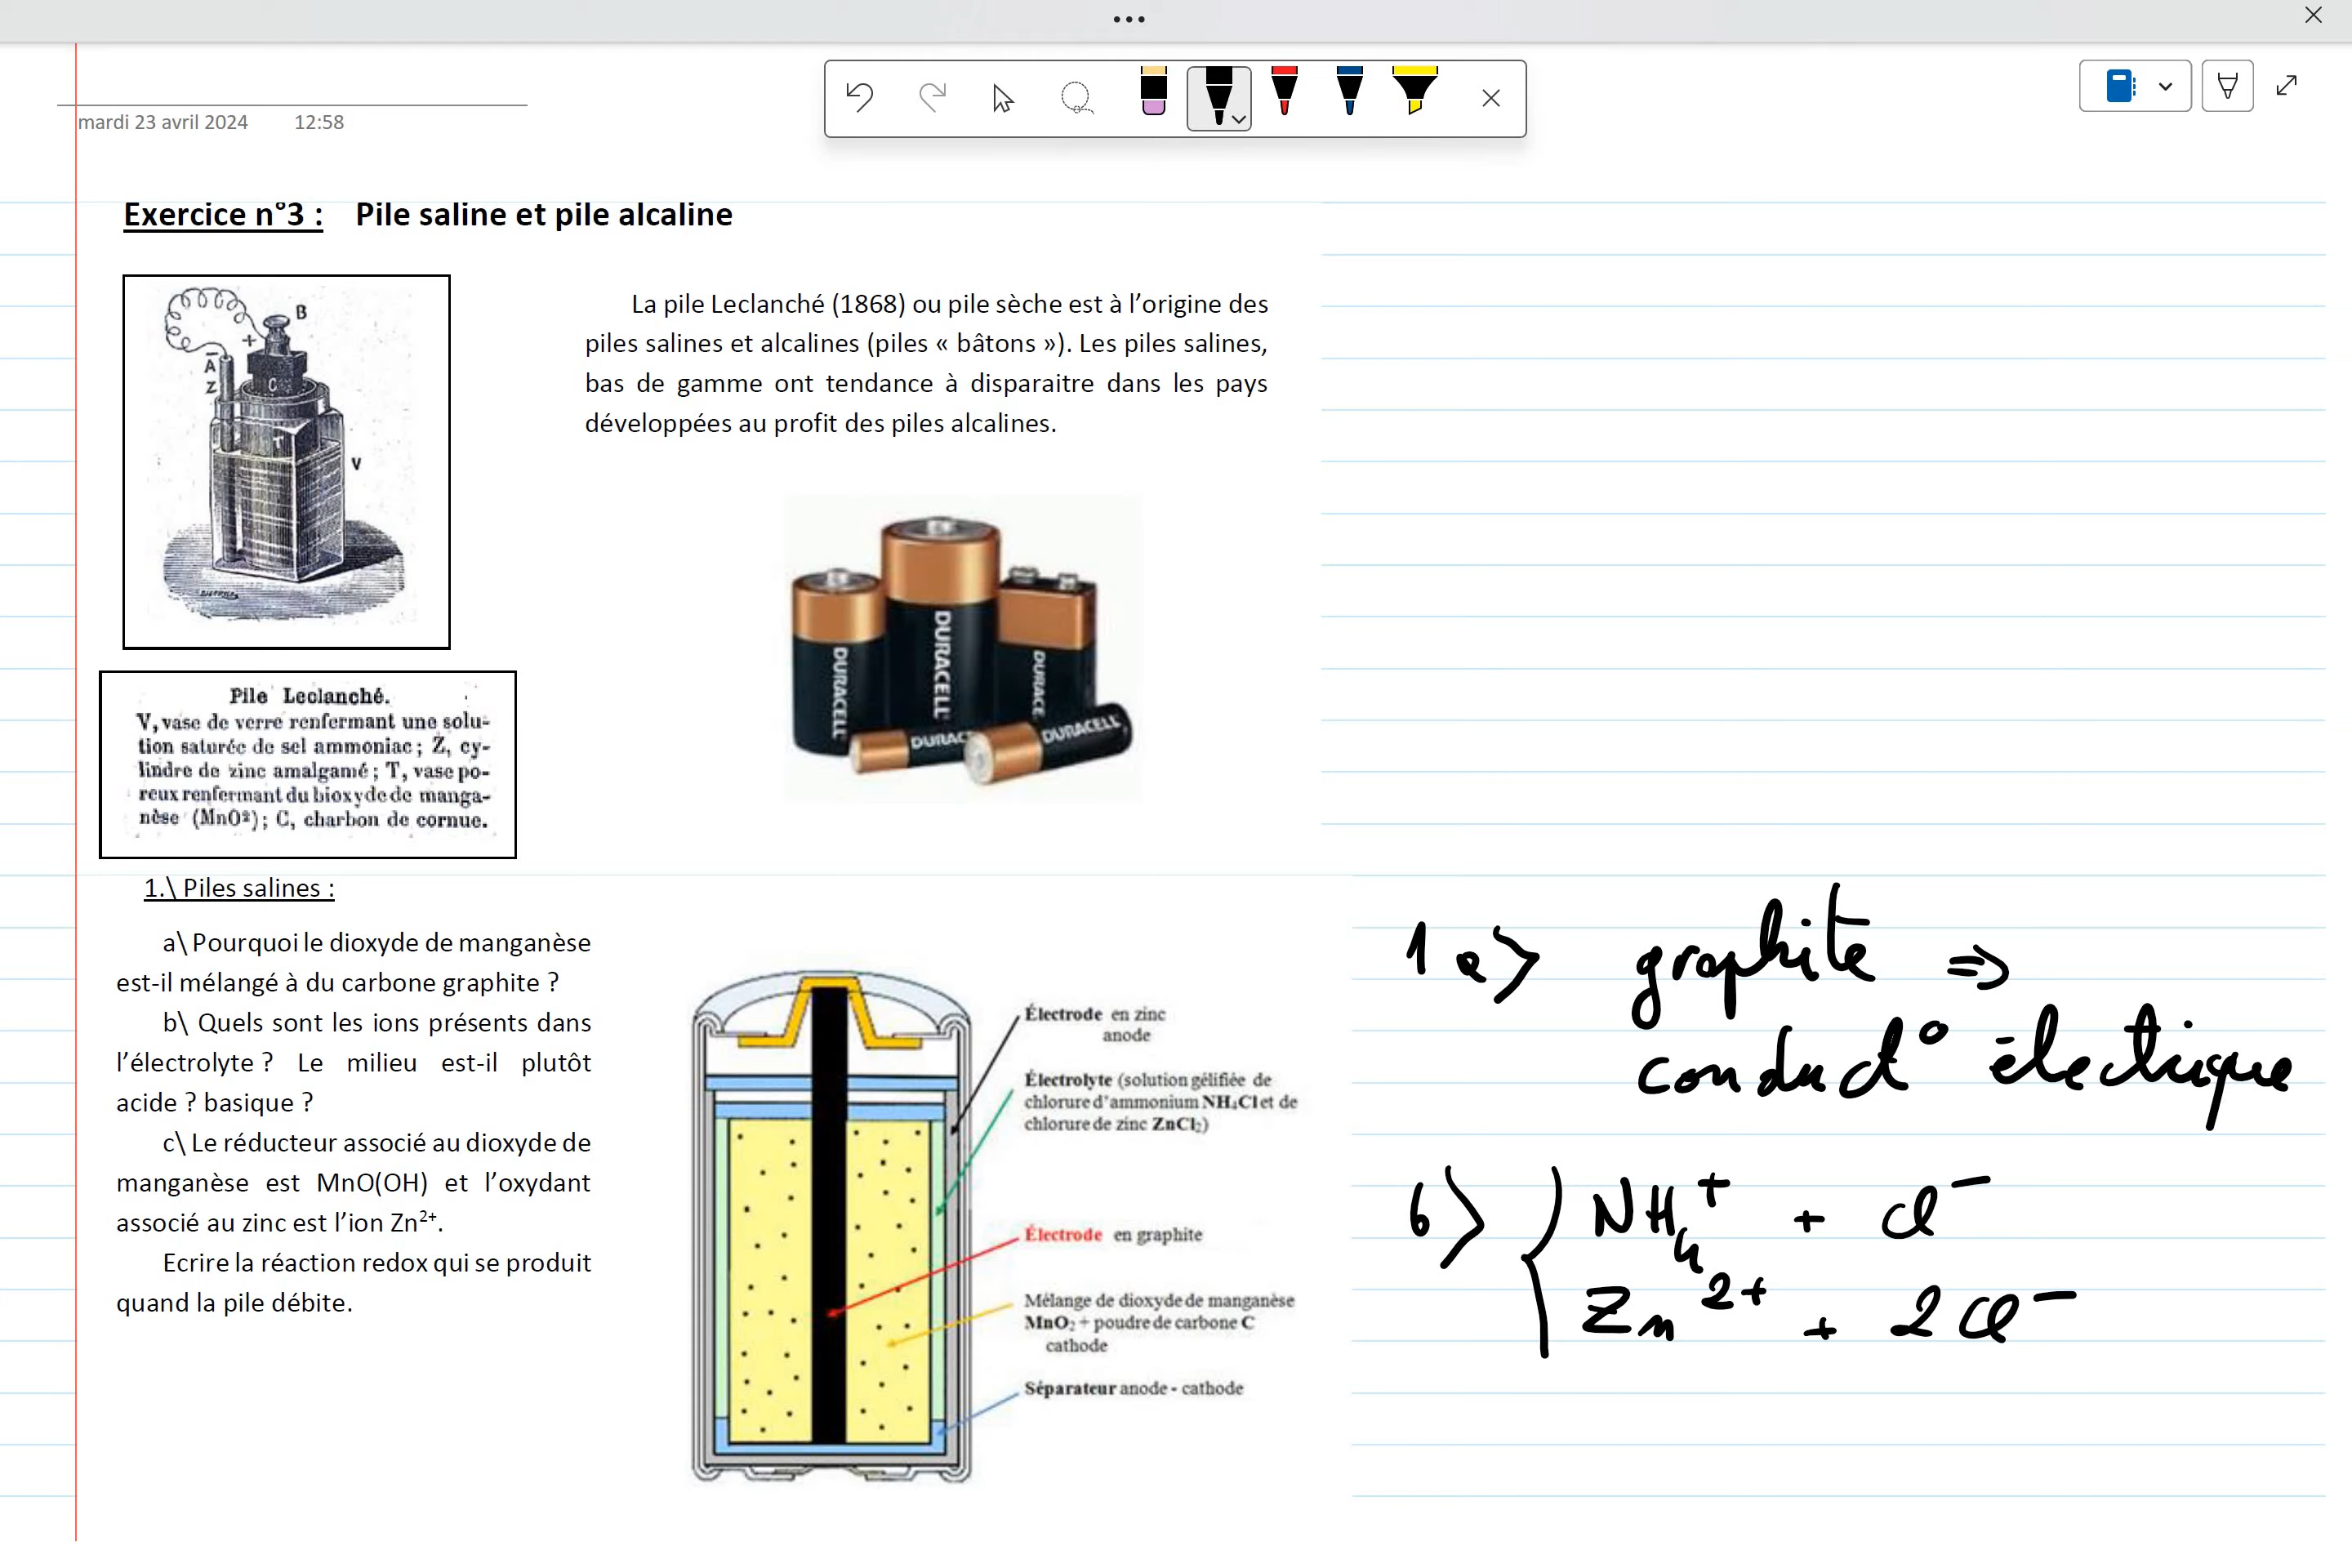 mardi 23 avril 2024 12:58
Exercice n°3 : Pile saline et pile alcaline
B
+
A
Z
C
T
V
La pile Leclanché (1868) ou pile sèche est à l’origine des
piles salines et alcalines (piles « bâtons »). Les piles salines,
bas de gamme ont tendance à disparaitre dans les pays
développées au profit des piles alcalines.
DURACELL
DURACELL
DURACE
DURAC
DURACELL
Pile Leclanché.
V, vase de verre renfermant une solu-
tion saturée de sel ammoniac ; Z, cy-
lindre de zinc amalgamé ; T, vase po-
reux renfermant du bioxyde de manga-
nèse (MnO²) ; C, charbon de cornue.
1.\ Piles salines :
a\ Pourquoi le dioxyde de manganèse
est-il mélangé à du carbone graphite ?
b\ Quels sont les ions présents dans
l’électrolyte ? Le milieu est-il plutôt
acide ? basique ?
c\ Le réducteur associé au dioxyde de
manganèse est MnO(OH) et l’oxydant
associé au zinc est l’ion Zn²⁺.
Ecrire la réaction redox qui se produit
quand la pile débite.
Électrode en zinc
anode
Électrolyte (solution gélifiée de
chlorure d’ammonium NH₄Cl et de
chlorure de zinc ZnCl₂)
Électrode en graphite
Mélange de dioxyde de manganèse
MnO₂ + poudre de carbone C
cathode
Séparateur anode - cathode
1a> graphite ⇒
conduct° électrique
b> { NH₄⁺ + Cl⁻
Zn²⁺ + 2Cl⁻